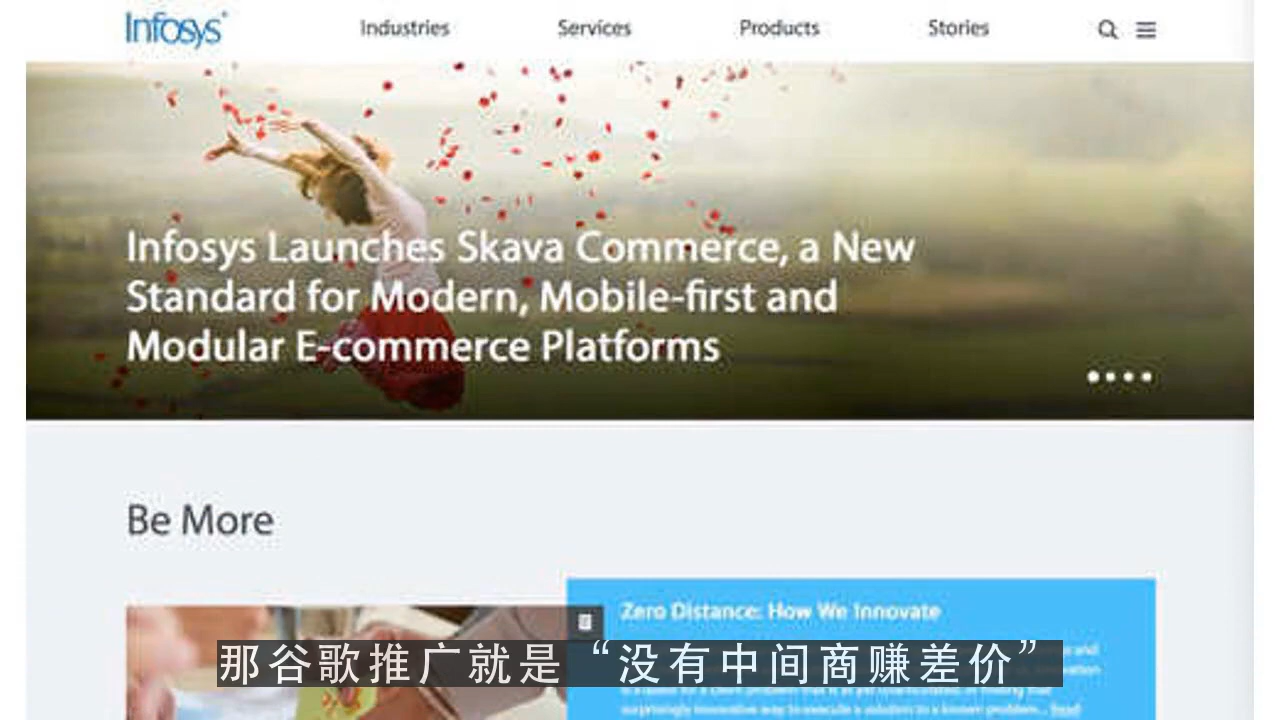 Infosys
Industries
Services
Products
Stories
Infosys Launches Skava Commerce, a New
Standard for Modern, Mobile-first and
Modular E-commerce Platforms
Be More
Zero Distance: How We Innovate
那谷歌推广就是“没有中间商赚差价”